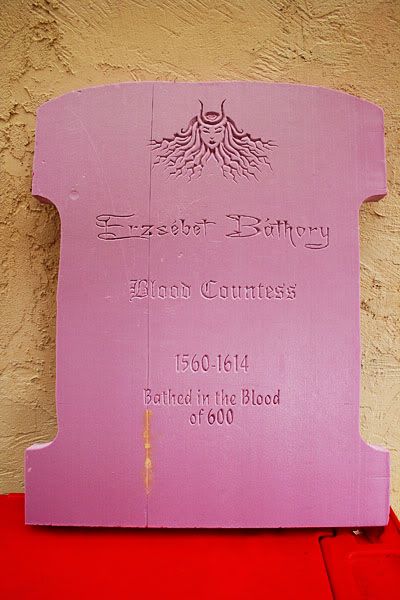 Erzsébet Báthory
Blood Countess
1560-1614
Bathed in the Blood
of 600